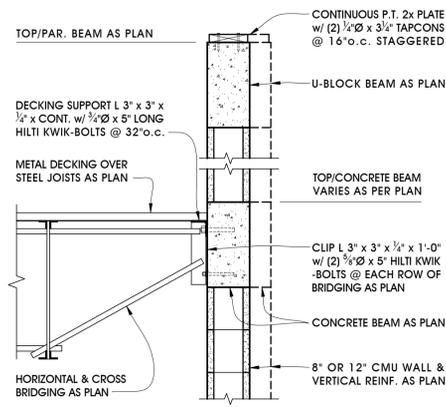 CONTINUOUS P.T. 2x PLATE
w/ (2) ¼"Ø x 3¼" TAPCONS
@ 16"o.c. STAGGERED
TOP/PAR. BEAM AS PLAN
U-BLOCK BEAM AS PLAN
DECKING SUPPORT L 3" x 3" x
¼" x CONT. w/ ¾"Ø x 5" LONG
HILTI KWIK-BOLTS @ 32"o.c.
METAL DECKING OVER
STEEL JOISTS AS PLAN
TOP/CONCRETE BEAM
VARIES AS PER PLAN
CLIP L 3" x 3" x ¼" x 1'-0"
w/ (2) ⅝"Ø x 5" HILTI KWIK
-BOLTS @ EACH ROW OF
BRIDGING AS PLAN
CONCRETE BEAM AS PLAN
8" OR 12" CMU WALL &
VERTICAL REINF. AS PLAN
HORIZONTAL & CROSS
BRIDGING AS PLAN